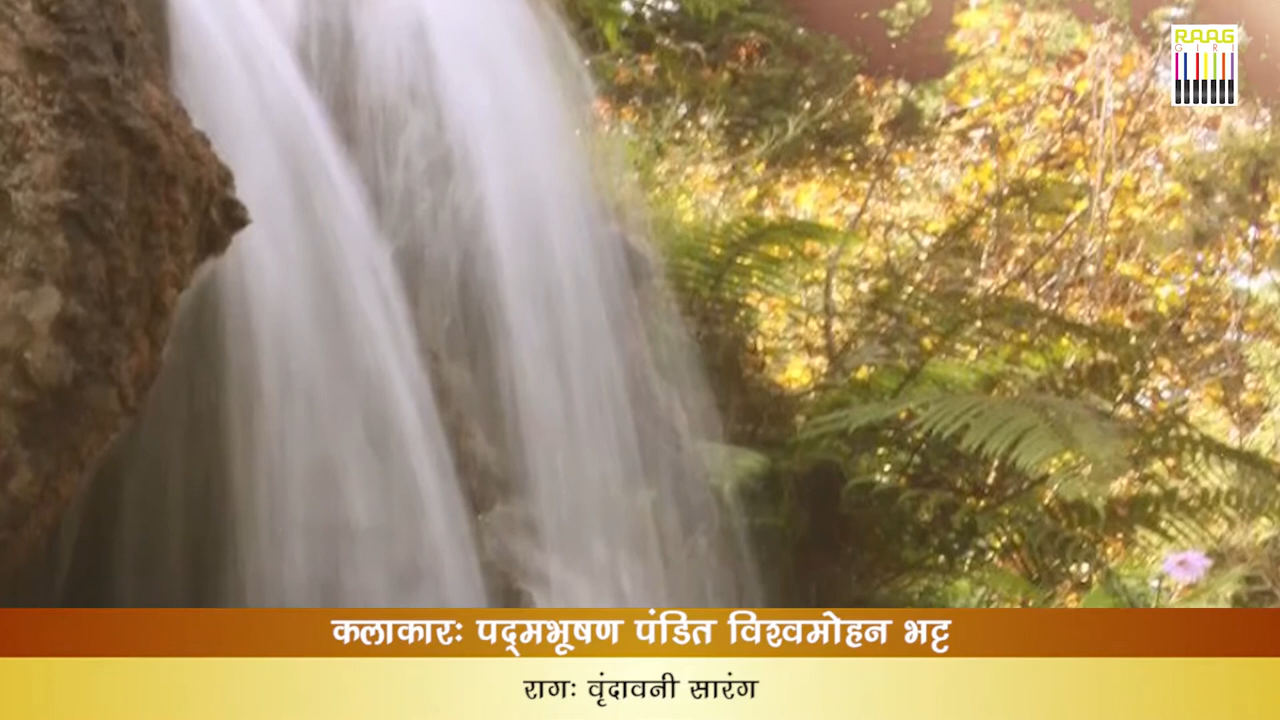 RAAG
GIRI
कलाकारः पद्मभूषण पंडित विश्वमोहन भट्ट
रागः वृंदावनी सारंग